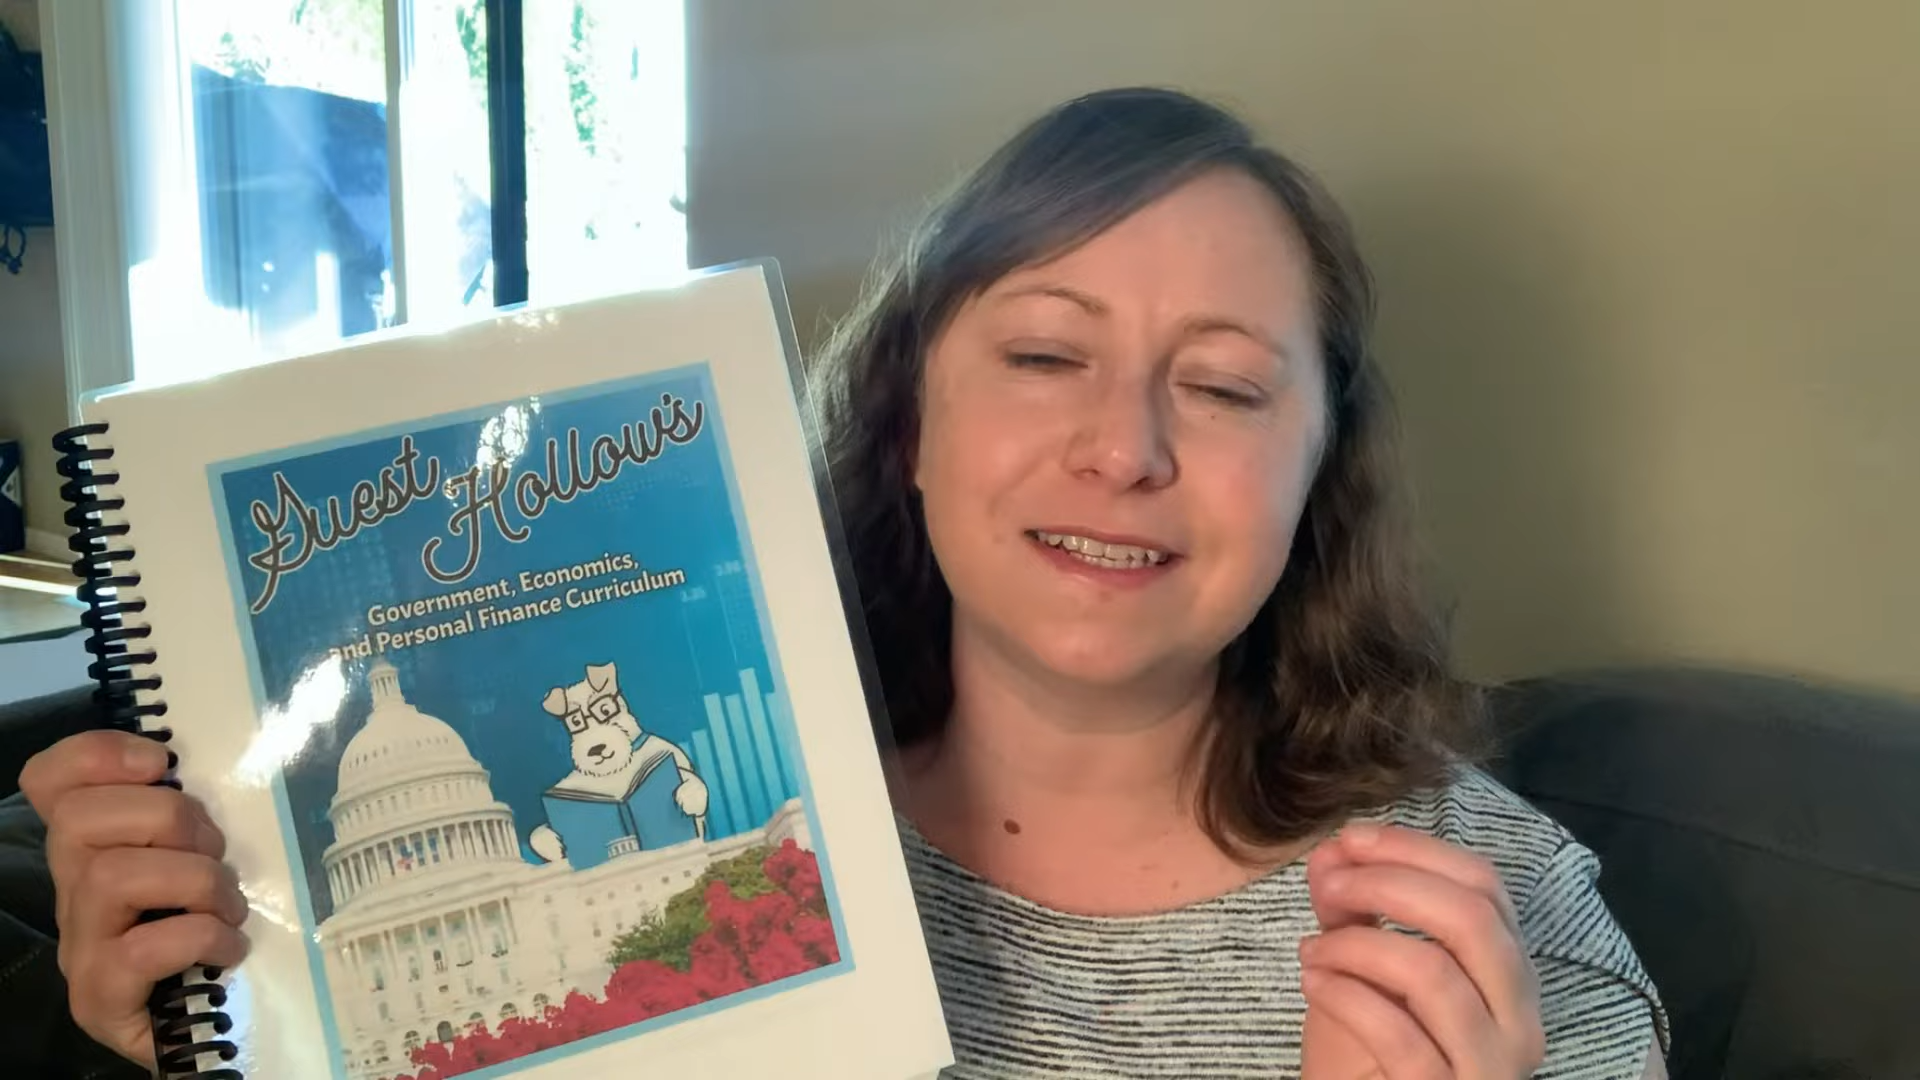 Guest Hollow's
Government, Economics,
and Personal Finance Curriculum